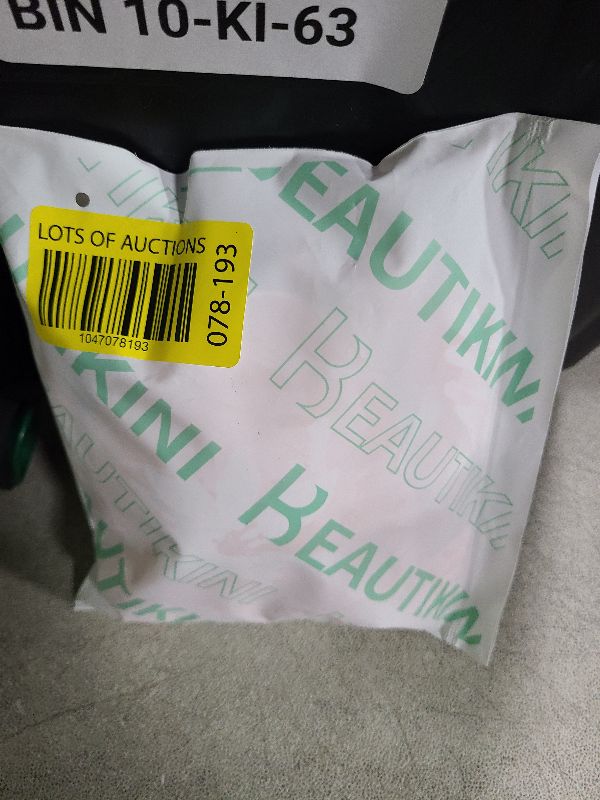 BIN 10-KI-63
LOTS OF AUCTIONS
1047078193
078-193
BEAUTIKINI
BEAUTIKINI
BEAUTIKINI